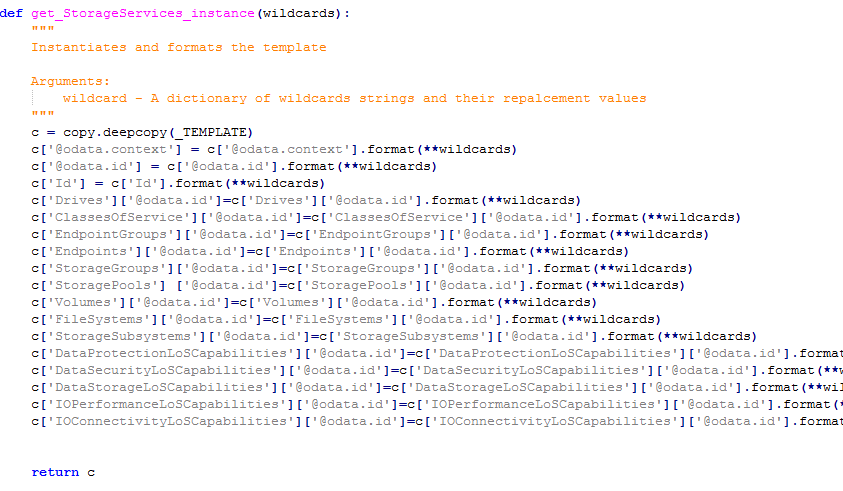 def get_StorageServices_instance(wildcards):
    """
    Instantiates and formats the template

    Arguments:
        wildcard - A dictionary of wildcards strings and their repalcement values
    """
    c = copy.deepcopy(_TEMPLATE)
    c['@odata.context'] = c['@odata.context'].format(**wildcards)
    c['@odata.id'] = c['@odata.id'].format(**wildcards)
    c['Id'] = c['Id'].format(**wildcards)
    c['Drives']['@odata.id']=c['Drives']['@odata.id'].format(**wildcards)
    c['ClassesOfService']['@odata.id']=c['ClassesOfService']['@odata.id'].format(**wildcards)
    c['EndpointGroups']['@odata.id']=c['EndpointGroups']['@odata.id'].format(**wildcards)
    c['Endpoints']['@odata.id']=c['Endpoints']['@odata.id'].format(**wildcards)
    c['StorageGroups']['@odata.id']=c['StorageGroups']['@odata.id'].format(**wildcards)
    c['StoragePools'] ['@odata.id']=c['StoragePools']['@odata.id'].format(**wildcards)
    c['Volumes']['@odata.id']=c['Volumes']['@odata.id'].format(**wildcards)
    c['FileSystems']['@odata.id']=c['FileSystems']['@odata.id'].format(**wildcards)
    c['StorageSubsystems']['@odata.id']=c['StorageSubsystems']['@odata.id'].format(**wildcards)
    c['DataProtectionLoSCapabilities']['@odata.id']=c['DataProtectionLoSCapabilities']['@odata.id'].format
    c['DataSecurityLoSCapabilities']['@odata.id']=c['DataSecurityLoSCapabilities']['@odata.id'].format(**w
    c['DataStorageLoSCapabilities']['@odata.id']=c['DataStorageLoSCapabilities']['@odata.id'].format(**wil
    c['IOPerformanceLoSCapabilities']['@odata.id']=c['IOPerformanceLoSCapabilities']['@odata.id'].format(*
    c['IOConnectivityLoSCapabilities']['@odata.id']=c['IOConnectivityLoSCapabilities']['@odata.id'].format


    return c